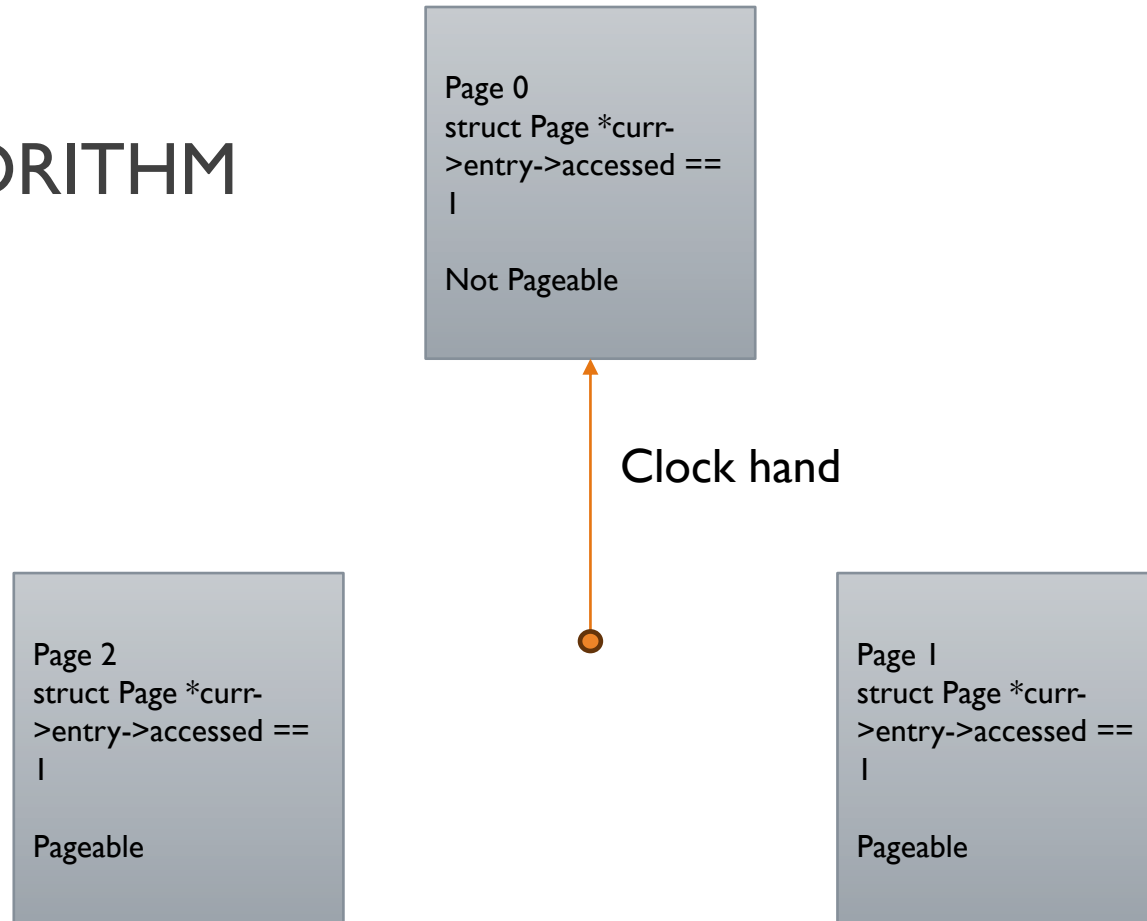 ORITHM
Page 0
struct Page *curr-
>entry->accessed ==
1
Not Pageable
Clock hand
Page 2
struct Page *curr-
>entry->accessed ==
1
Pageable
Page 1
struct Page *curr-
>entry->accessed ==
1
Pageable